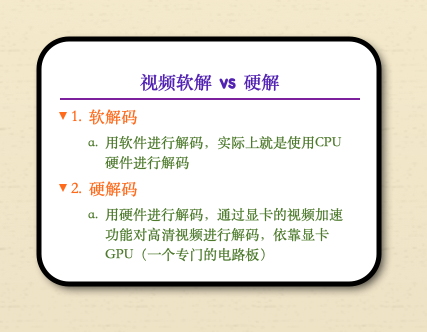 视频软解 vs 硬解
▼1. 软解码
a. 用软件进行解码，实际上就是使用CPU
硬件进行解码
▼2. 硬解码
a. 用硬件进行解码，通过显卡的视频加速
功能对高清视频进行解码，依靠显卡
GPU（一个专门的电路板）